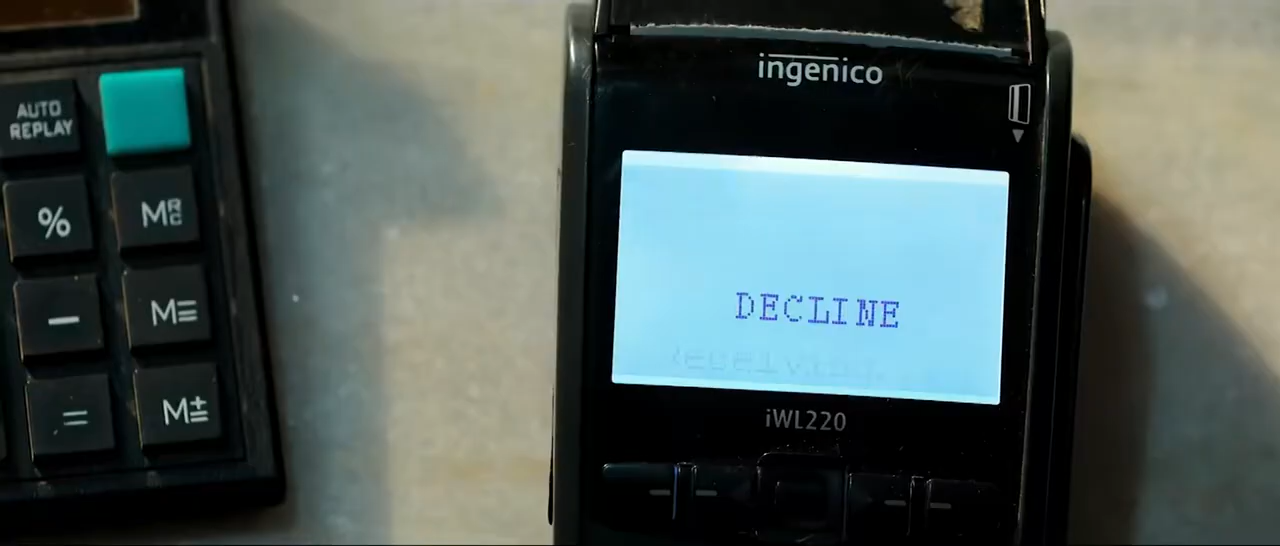 AUTO
REPLAY
%
MRC
−
M=
=
M±=
ingenico
DECLINE
iWL220